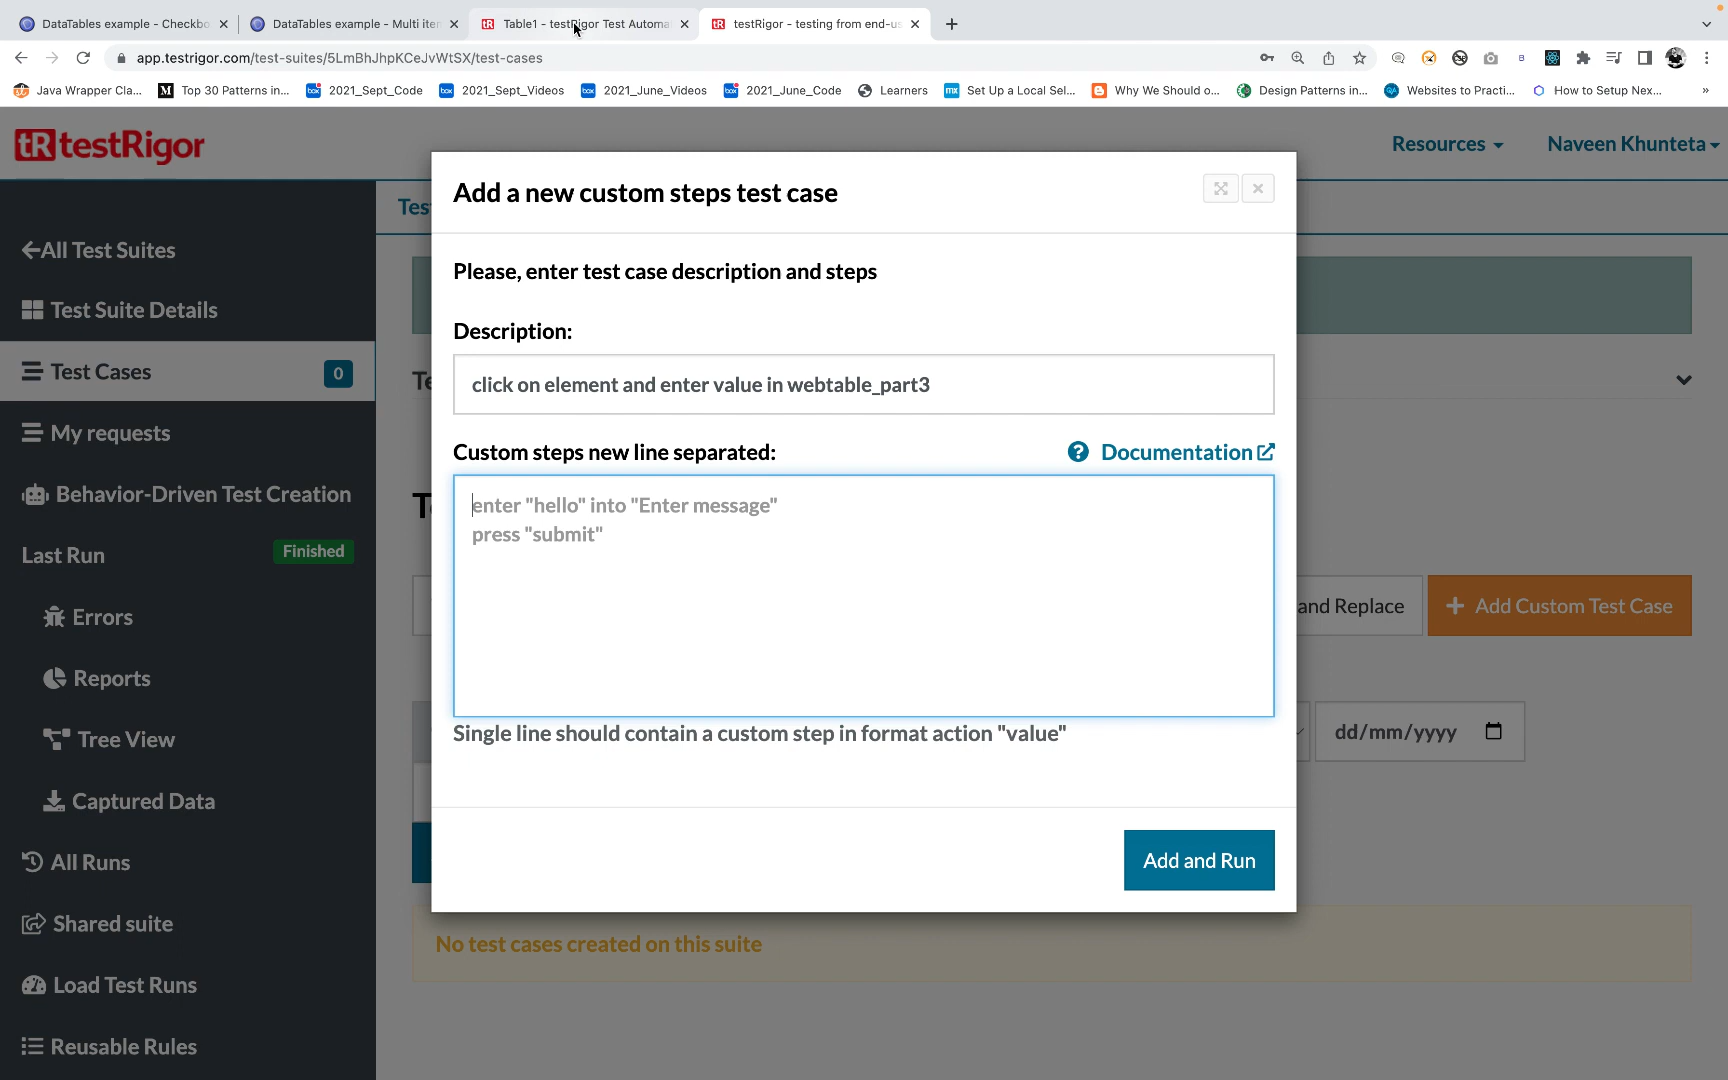 DataTables example - Checkbo
DataTables example - Multi iter
Table1 - testRigor Test Automa
testRigor - testing from end-us
app.testrigor.com/test-suites/5LmBhJhpKCeJvWtSX/test-cases
Java Wrapper Cla...
Top 30 Patterns in...
2021_Sept_Code
2021_Sept_Videos
2021_June_Videos
2021_June_Code
Learners
Set Up a Local Sel...
Why We Should o...
Design Patterns in...
Websites to Practi...
How to Setup Nex...
»
tR testRigor
Resources
Naveen Khunteta
All Test Suites
Test Suite Details
Test Cases
0
My requests
Behavior-Driven Test Creation
Last Run
Finished
Errors
Reports
Tree View
Captured Data
All Runs
Shared suite
Load Test Runs
Reusable Rules
Add a new custom steps test case
Please, enter test case description and steps
Description:
click on element and enter value in webtable_part3
Custom steps new line separated:
Documentation
enter "hello" into "Enter message"
press "submit"
Single line should contain a custom step in format action "value"
Add and Run
and Replace
+ Add Custom Test Case
dd/mm/yyyy
No test cases created on this suite